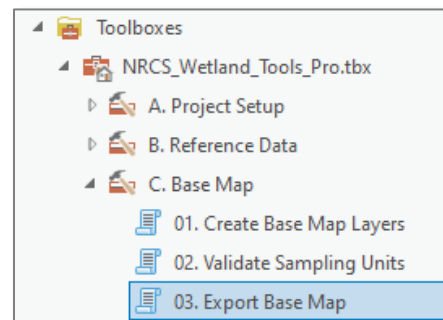 Toolboxes
NRCS_Wetland_Tools_Pro.tbx
A. Project Setup
B. Reference Data
C. Base Map
01. Create Base Map Layers
02. Validate Sampling Units
03. Export Base Map